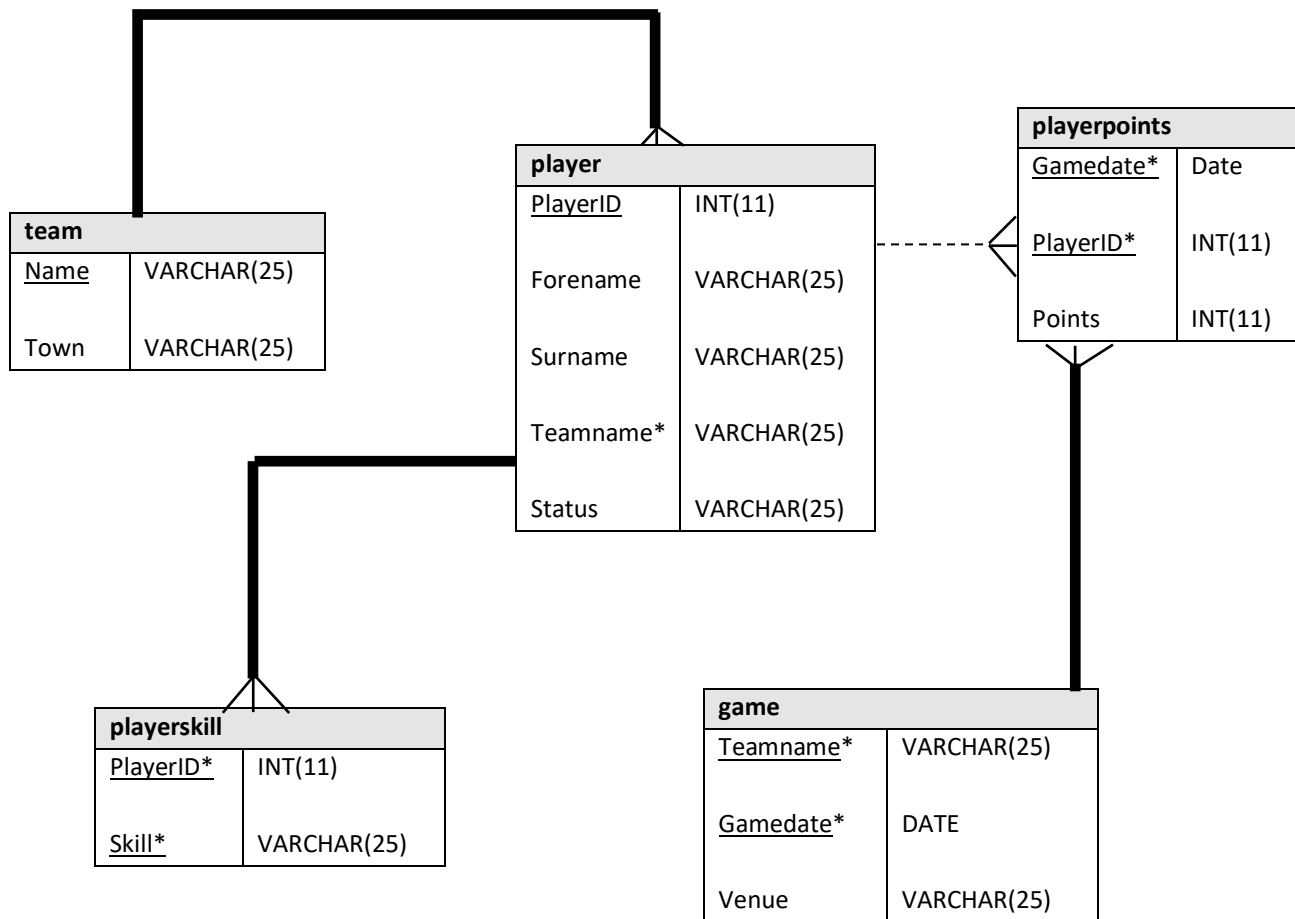 team
Name VARCHAR(25)
Town VARCHAR(25)
player
PlayerID INT(11)
Forename VARCHAR(25)
Surname VARCHAR(25)
Teamname* VARCHAR(25)
Status VARCHAR(25)
playerpoints
Gamedate* Date
PlayerID* INT(11)
Points INT(11)
playerskill
PlayerID* INT(11)
Skill* VARCHAR(25)
game
Teamname* VARCHAR(25)
Gamedate* DATE
Venue VARCHAR(25)